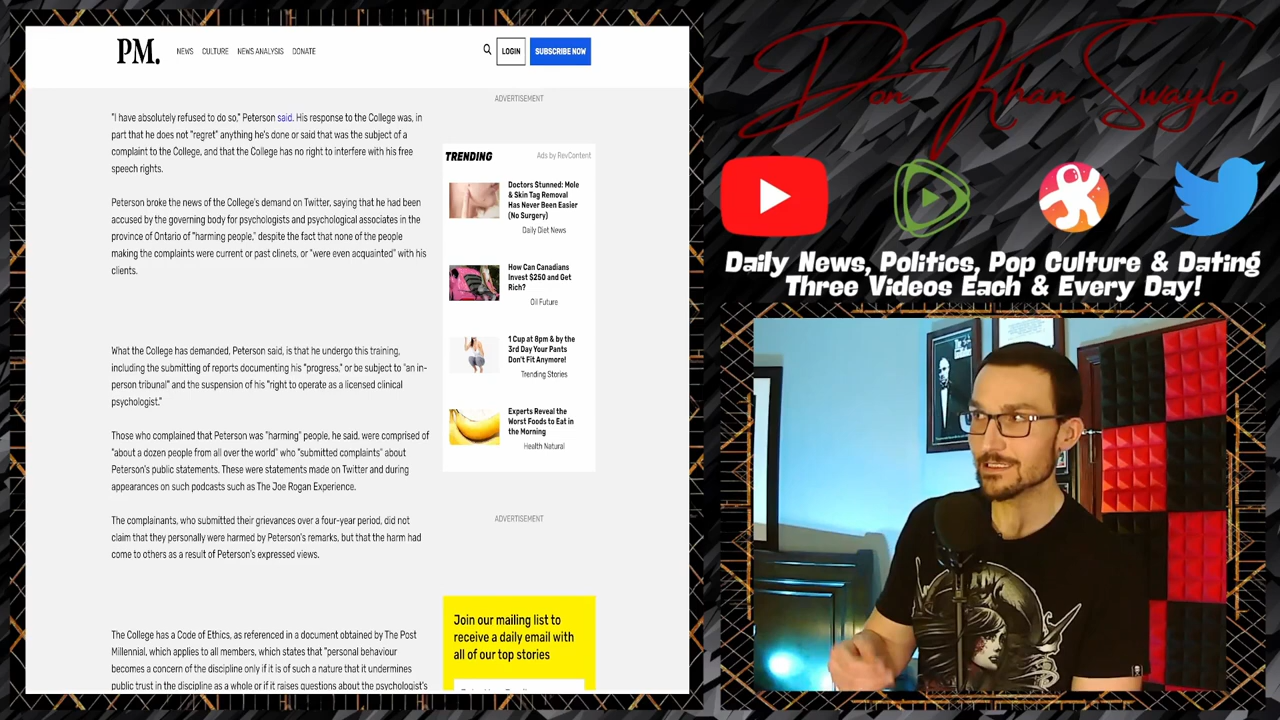 PM.
NEWS CULTURE NEWS ANALYSIS DONATE
LOGIN
SUBSCRIBE NOW
"I have absolutely refused to do so," Peterson said. His response to the College was, in
part that he does not "regret" anything he's done or said that was the subject of a
complaint to the College, and that the College has no right to interfere with his free
speech rights.
Peterson broke the news of the College's demand on Twitter, saying that he had been
accused by the governing body for psychologists and psychological associates in the
province of Ontario of "harming people," despite the fact that none of the people
making the complaints were current or past clinets, or "were even acquainted" with his
clients.
What the College has demanded, Peterson said, is that he undergo this training,
including the submitting of reports documenting his "progress," or be subject to "an in-
person tribunal" and the suspension of his "right to operate as a licensed clinical
psychologist."
Those who complained that Peterson was "harming" people, he said, were comprised of
"about a dozen people from all over the world" who "submitted complaints" about
Peterson's public statements. These were statements made on Twitter and during
appearances on such podcasts such as The Joe Rogan Experience.
The complainants, who submitted their grievances over a four-year period, did not
claim that they personally were harmed by Peterson's remarks, but that the harm had
come to others as a result of Peterson's expressed views.
The College has a Code of Ethics, as referenced in a document obtained by The Post
Millennial, which applies to all members, which states that "personal behaviour
becomes a concern of the discipline only if it is of such a nature that it undermines
public trust in the discipline as a whole or if it raises questions about the psychologist's
ADVERTISEMENT
TRENDING
Ads by RevContent
Doctors Stunned: Mole
& Skin Tag Removal
Has Never Been Easier
(No Surgery)
Daily Diet News
How Can Canadians
Invest $250 and Get
Rich?
Oil Future
1 Cup at 8pm & by the
3rd Day Your Pants
Don't Fit Anymore!
Trending Stories
Experts Reveal the
Worst Foods to Eat in
the Morning
Health Natural
ADVERTISEMENT
Join our mailing list to
receive a daily email with
all of our top stories
Don Khan Swaylo
Daily News, Politics, Pop Culture & Dating
Three Videos Each & Every Day!